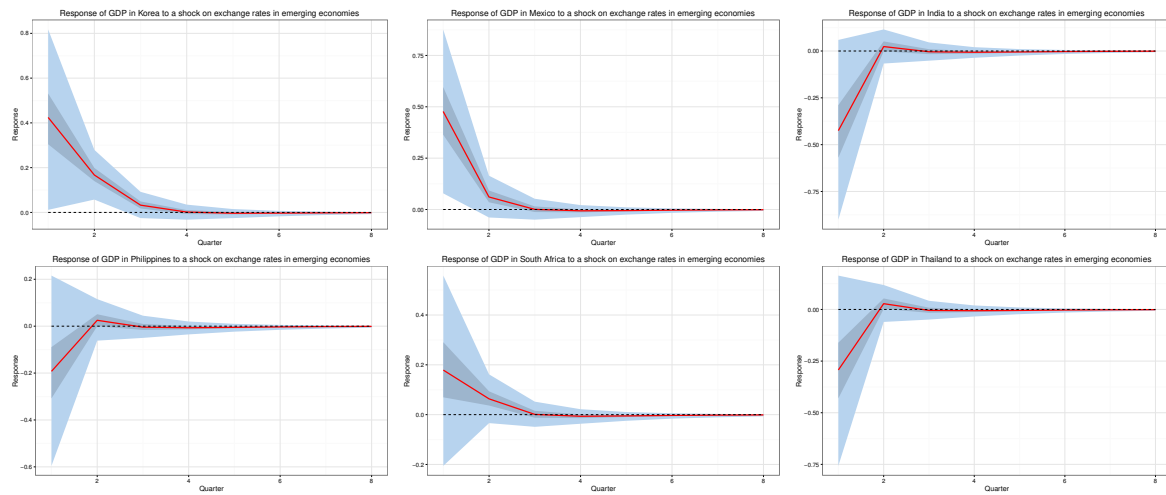 Response of GDP in Korea to a shock on exchange rates in emerging economies
0.8
0.6
0.4
0.2
0.0
Response
2
4
6
8
Quarter
Response of GDP in Mexico to a shock on exchange rates in emerging economies
0.75
0.50
0.25
0.00
Response
2
4
6
8
Quarter
Response of GDP in India to a shock on exchange rates in emerging economies
0.00
−0.25
−0.50
−0.75
Response
2
4
6
8
Quarter
Response of GDP in Philippines to a shock on exchange rates in emerging economies
0.2
0.0
−0.2
−0.4
−0.6
Response
2
4
6
8
Quarter
Response of GDP in South Africa to a shock on exchange rates in emerging economies
0.4
0.2
0.0
−0.2
Response
2
4
6
8
Quarter
Response of GDP in Thailand to a shock on exchange rates in emerging economies
0.00
−0.25
−0.50
−0.75
Response
2
4
6
8
Quarter